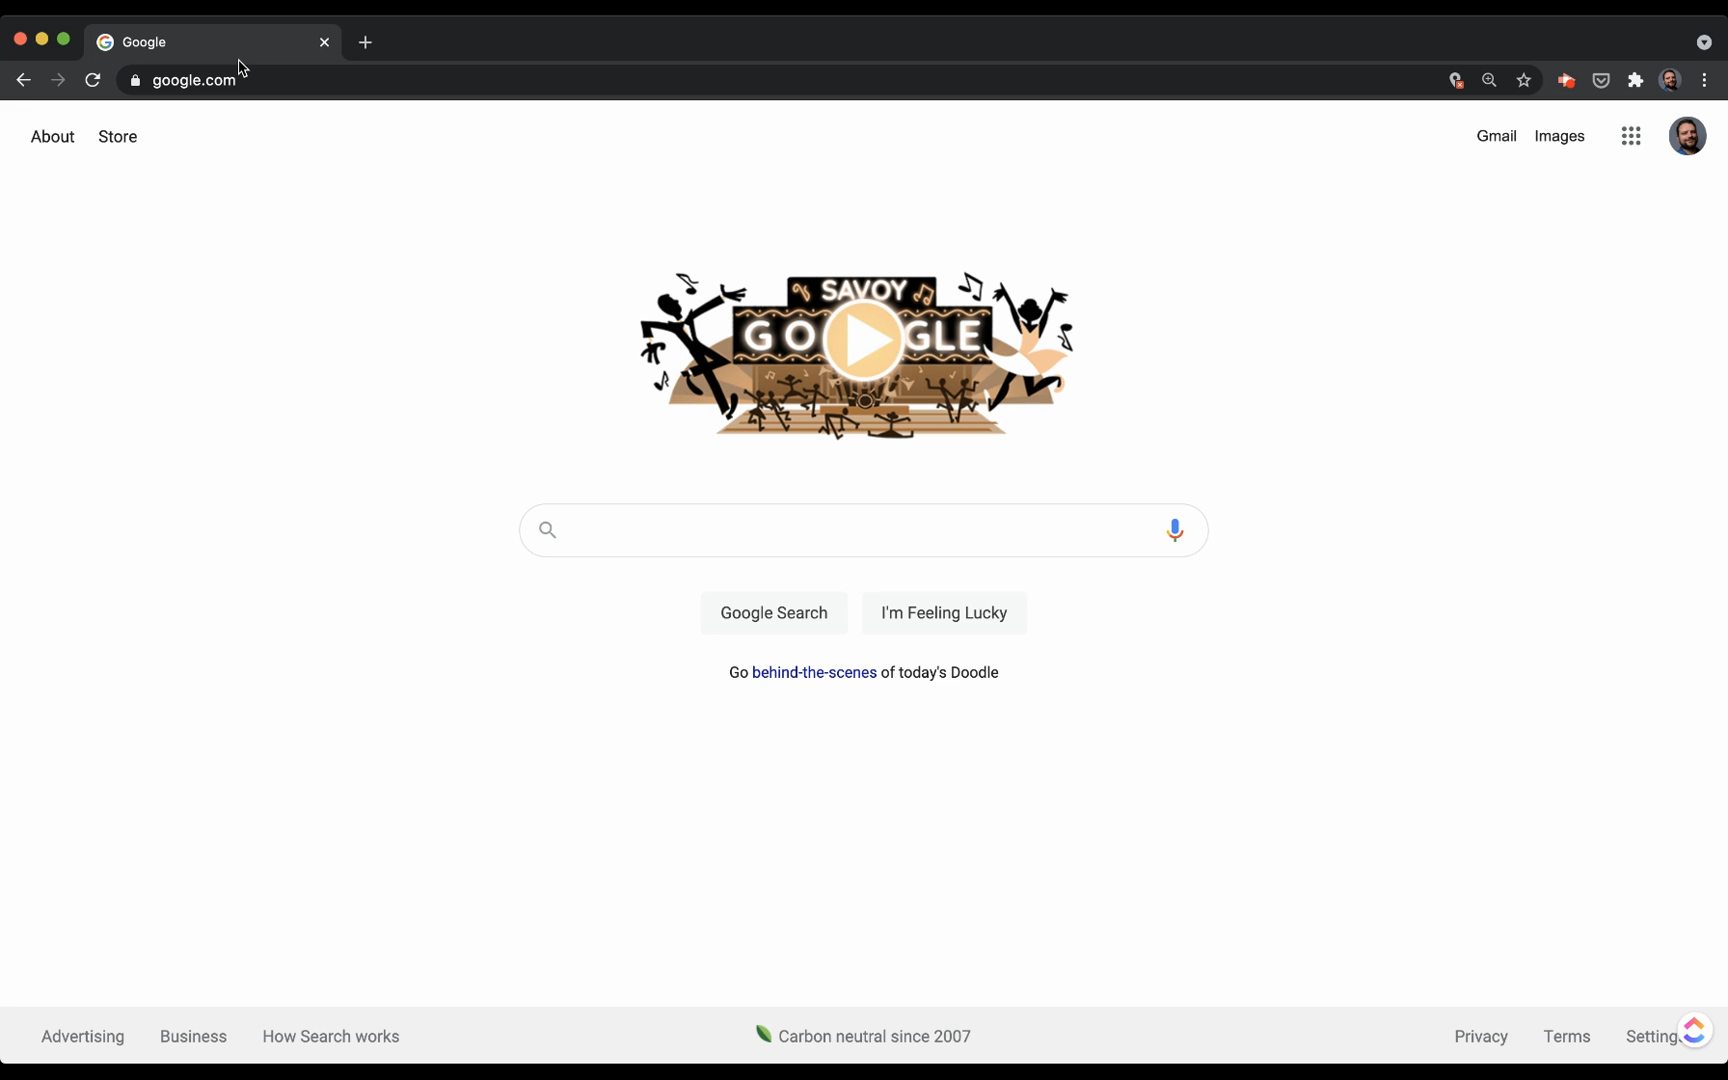 Google
google.com
About Store
Gmail Images
SAVOY
GOOGLE
Google Search
I'm Feeling Lucky
Go behind-the-scenes of today's Doodle
Advertising Business How Search works
Carbon neutral since 2007
Privacy Terms Setting